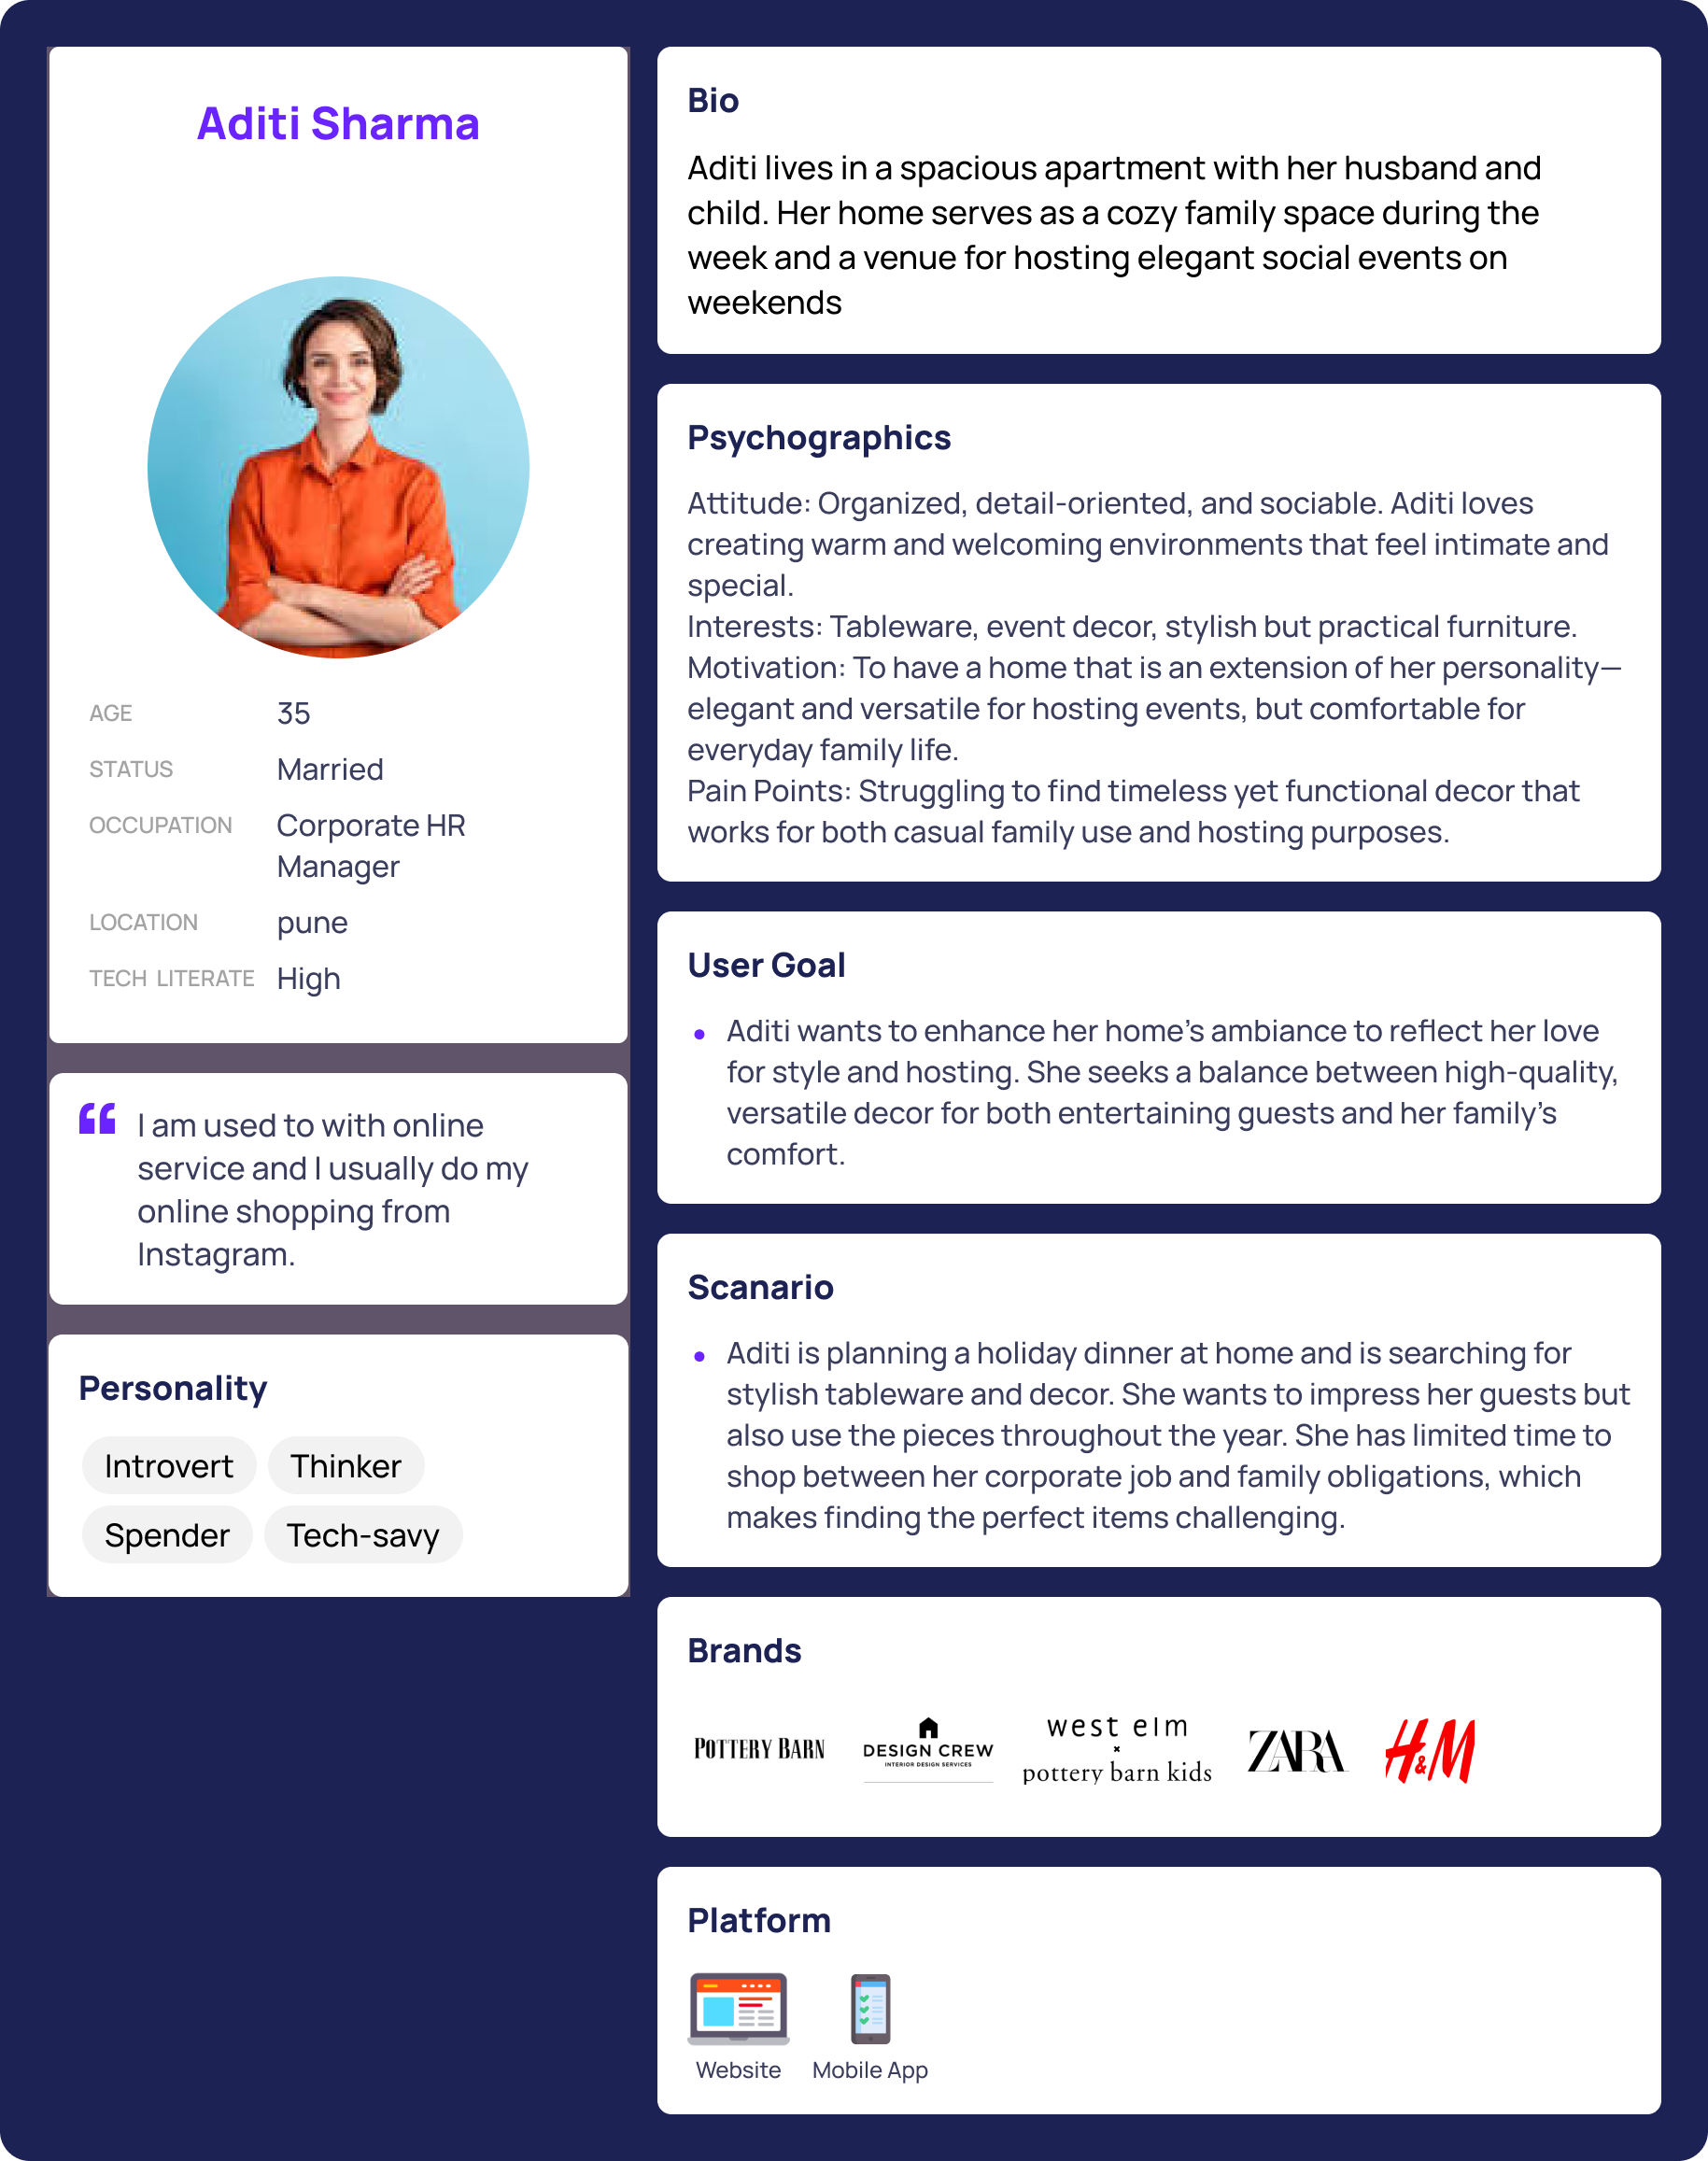 Aditi Sharma
AGE 35
STATUS Married
OCCUPATION Corporate HR
Manager
LOCATION pune
TECH LITERATE High
“ I am used to with online
service and I usually do my
online shopping from
Instagram.
Personality
Introvert Thinker
Spender Tech-savy
Bio
Aditi lives in a spacious apartment with her husband and
child. Her home serves as a cozy family space during the
week and a venue for hosting elegant social events on
weekends
Psychographics
Attitude: Organized, detail-oriented, and sociable. Aditi loves
creating warm and welcoming environments that feel intimate and
special.
Interests: Tableware, event decor, stylish but practical furniture.
Motivation: To have a home that is an extension of her personality—
elegant and versatile for hosting events, but comfortable for
everyday family life.
Pain Points: Struggling to find timeless yet functional decor that
works for both casual family use and hosting purposes.
User Goal
• Aditi wants to enhance her home’s ambiance to reflect her love
for style and hosting. She seeks a balance between high-quality,
versatile decor for both entertaining guests and her family’s
comfort.
Scanario
• Aditi is planning a holiday dinner at home and is searching for
stylish tableware and decor. She wants to impress her guests but
also use the pieces throughout the year. She has limited time to
shop between her corporate job and family obligations, which
makes finding the perfect items challenging.
Brands
POTTERY BARN
DESIGN CREW
INTERIOR DESIGN SERVICES
west elm
×
pottery barn kids
ZARA
H&M
Platform
Website Mobile App